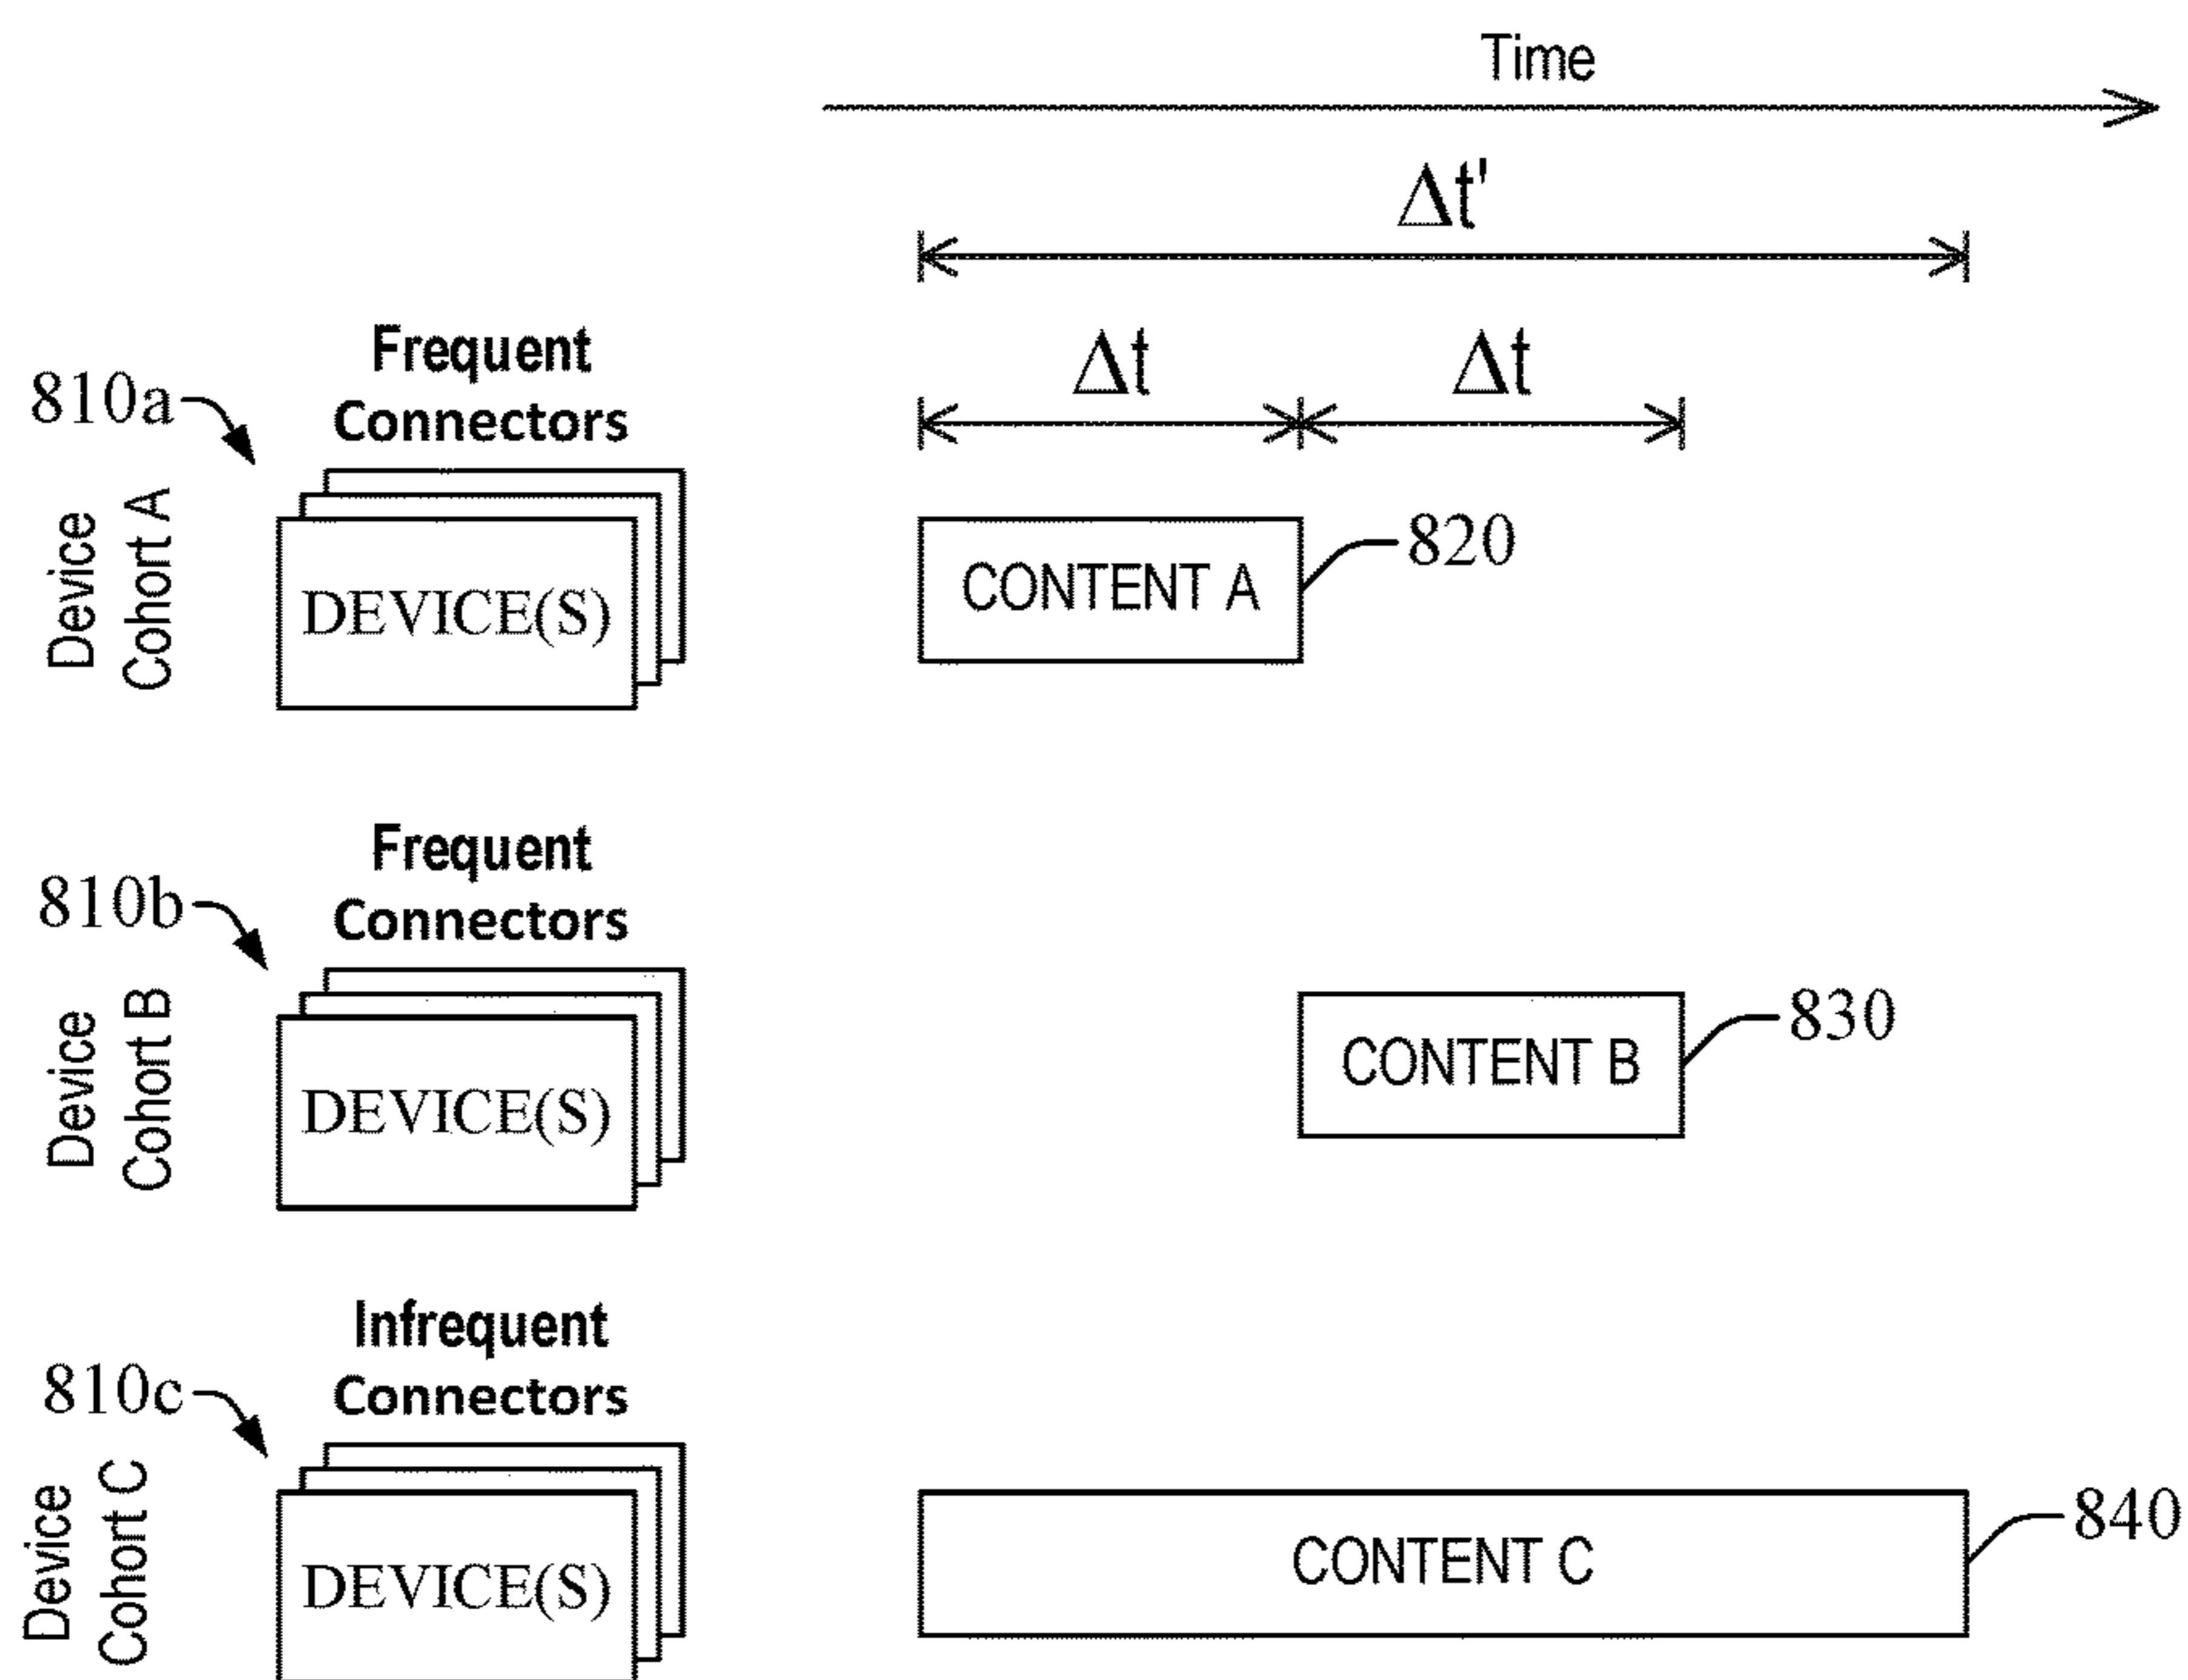 Time
Δt'
Δt Δt
Frequent
Connectors
810a
Device
Cohort A
DEVICE(S)
CONTENT A
820
Frequent
Connectors
810b
Device
Cohort B
DEVICE(S)
CONTENT B
830
Infrequent
Connectors
810c
Device
Cohort C
DEVICE(S)
CONTENT C
840